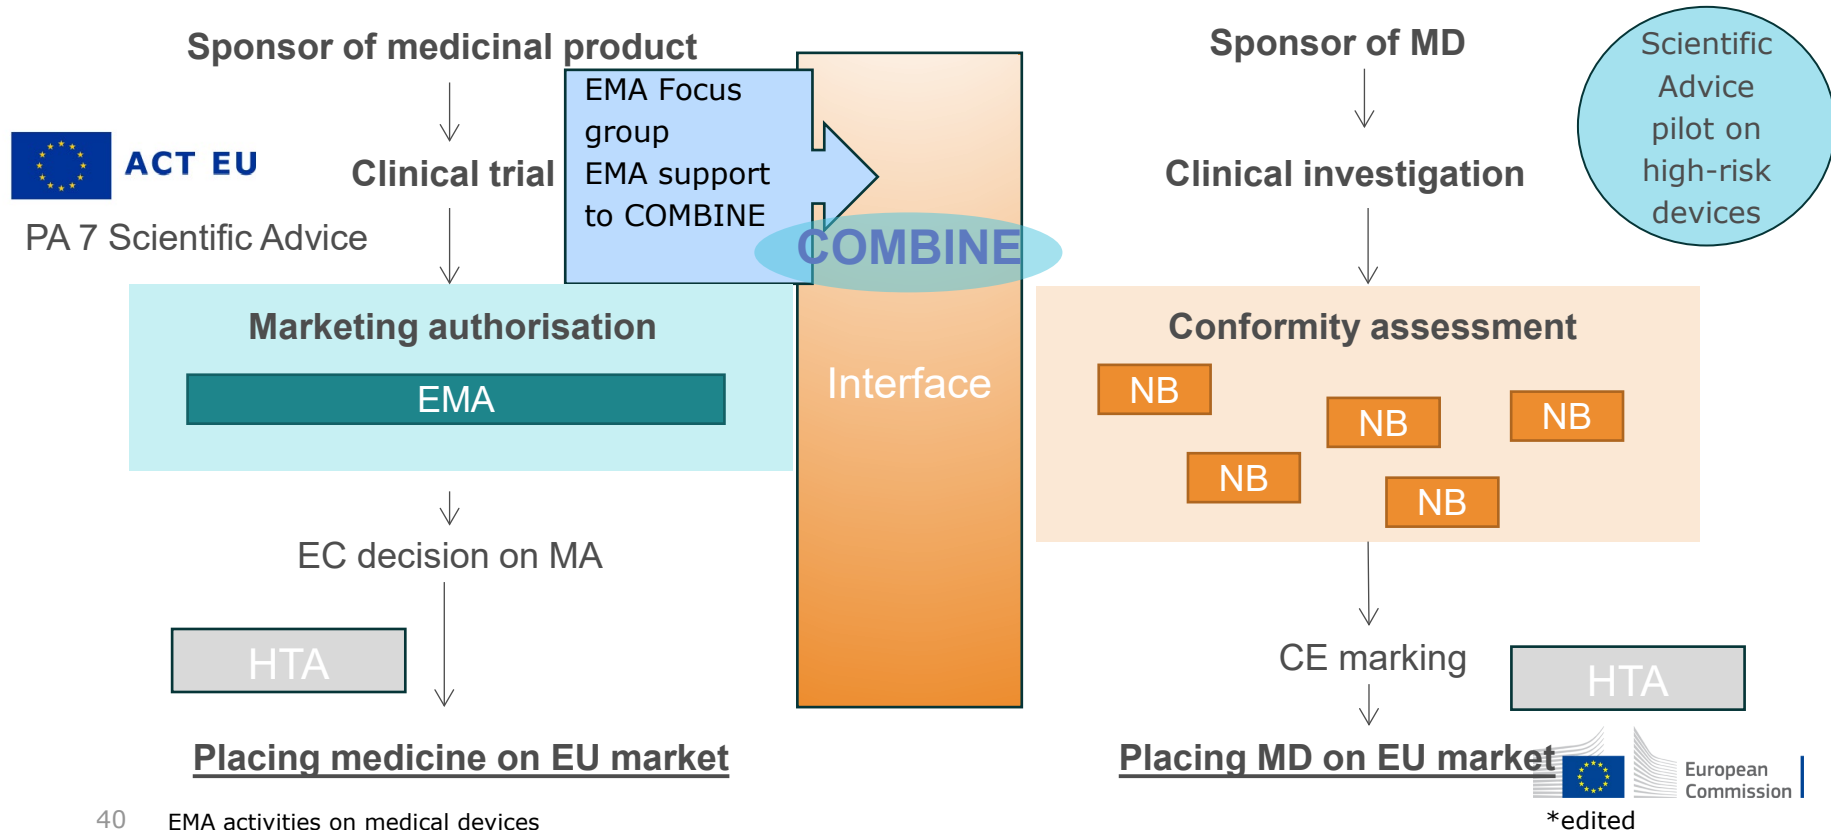 Sponsor of medicinal product
ACT EU
Clinical trial
PA 7 Scientific Advice
EMA Focus
group
EMA support
to COMBINE
COMBINE
Interface
Marketing authorisation
EMA
EC decision on MA
HTA
Placing medicine on EU market
Sponsor of MD
Clinical investigation
Scientific
Advice
pilot on
high-risk
devices
Conformity assessment
NB
NB
NB
NB
NB
CE marking
HTA
Placing MD on EU market
European
Commission
*edited
40
EMA activities on medical devices